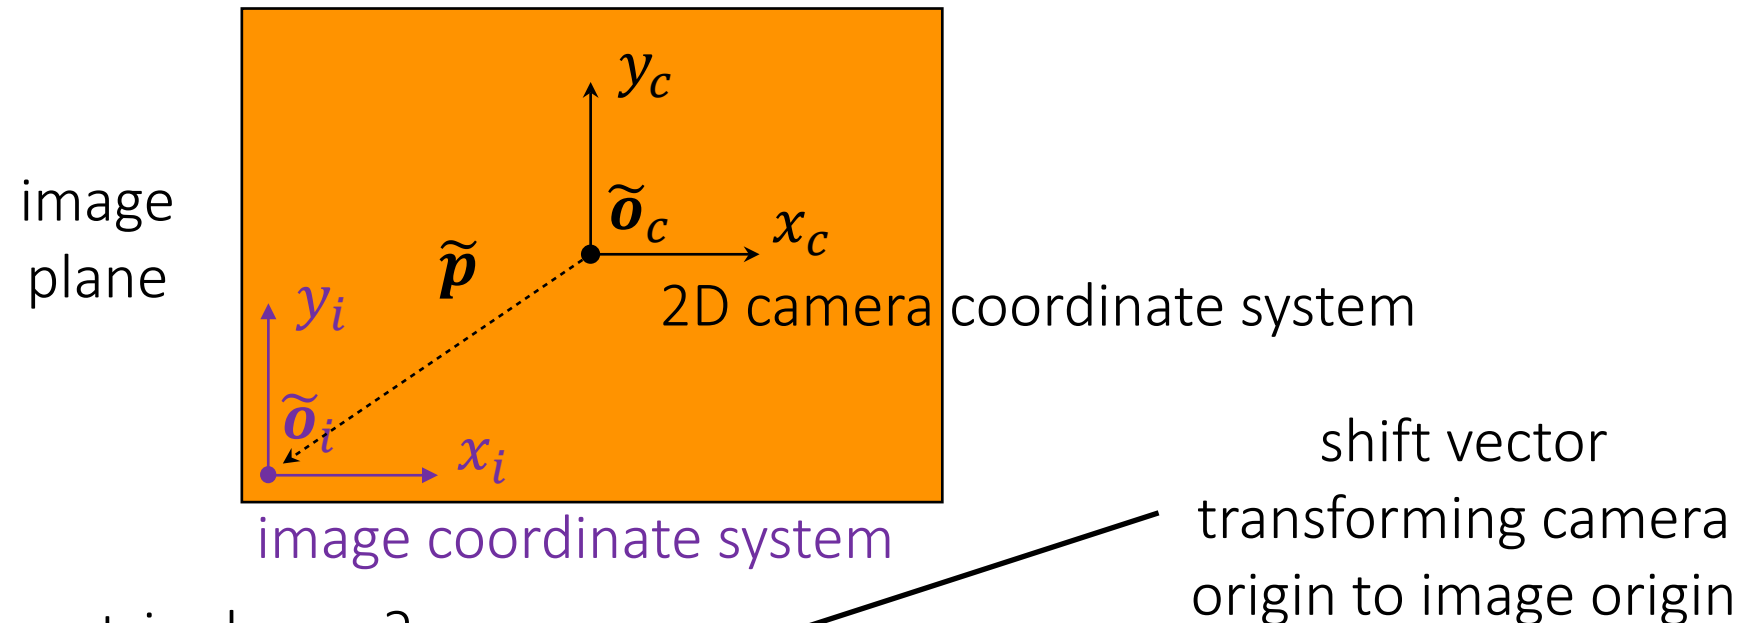 y_c
õ_c
x_c
image
plane
p̃
2D camera coordinate system
y_i
õ_i
x_i
image coordinate system
shift vector
transforming camera
origin to image origin